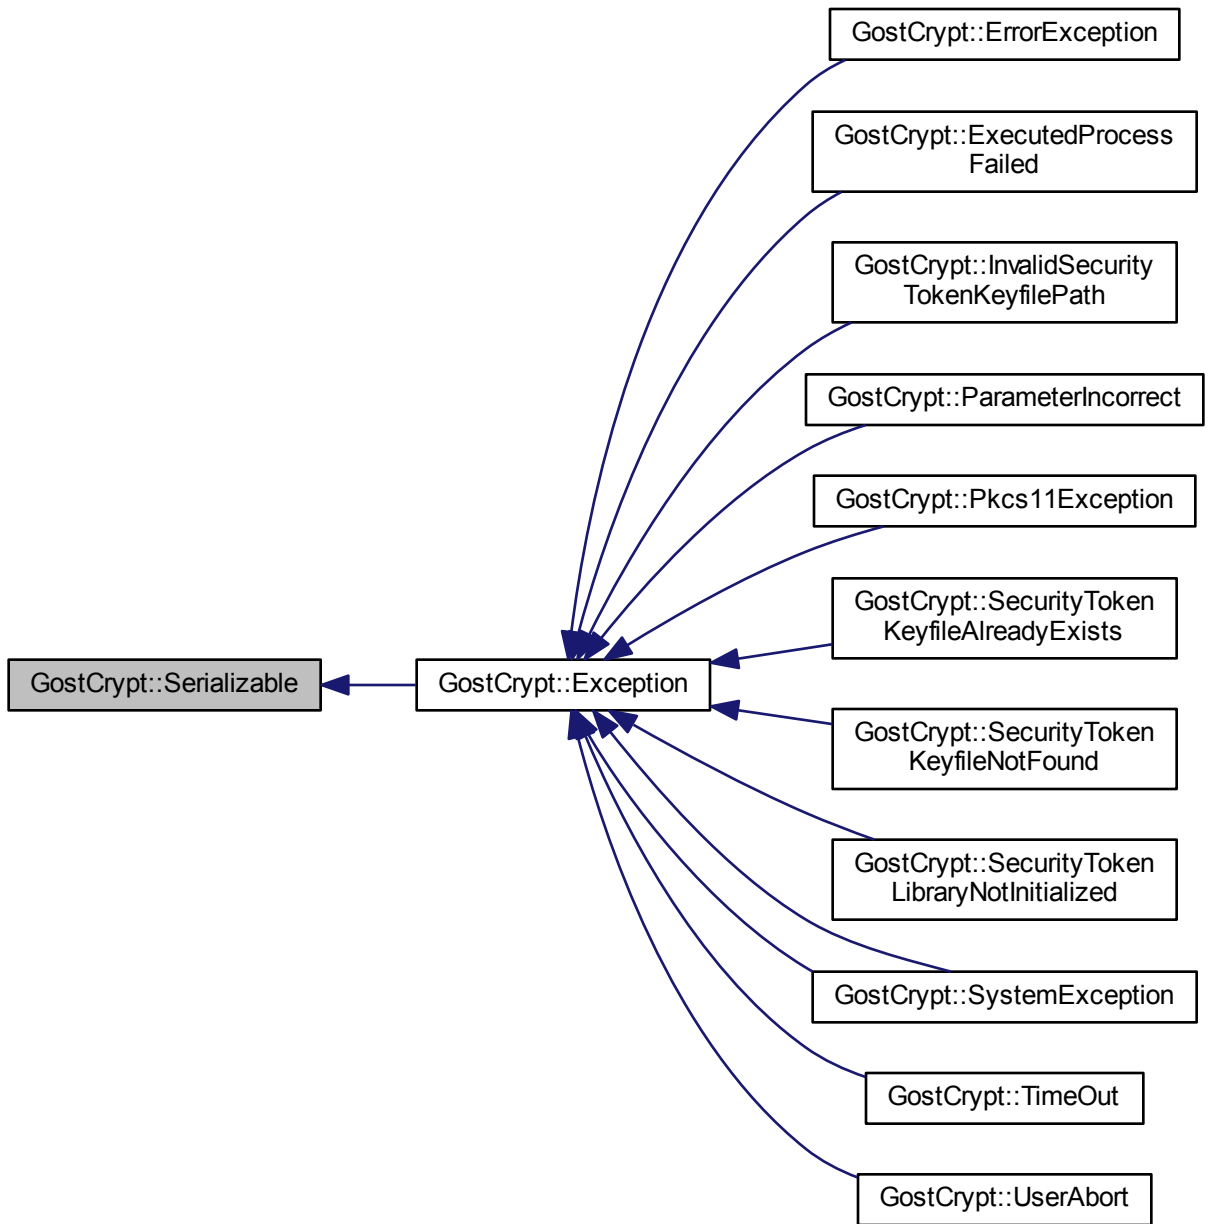 GostCrypt::ErrorException
GostCrypt::ExecutedProcess
Failed
GostCrypt::InvalidSecurity
TokenKeyfilePath
GostCrypt::ParameterIncorrect
GostCrypt::Pkcs11Exception
GostCrypt::SecurityToken
KeyfileAlreadyExists
GostCrypt::Serializable
GostCrypt::Exception
GostCrypt::SecurityToken
KeyfileNotFound
GostCrypt::SecurityToken
LibraryNotInitialized
GostCrypt::SystemException
GostCrypt::TimeOut
GostCrypt::UserAbort